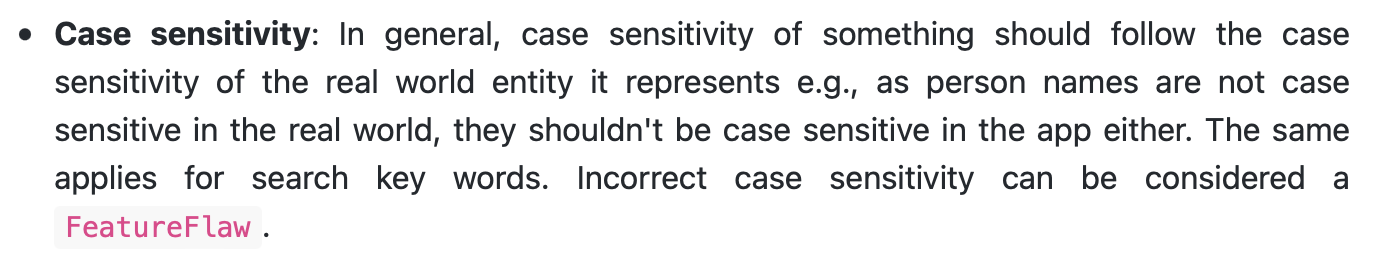 • Case sensitivity: In general, case sensitivity of something should follow the case
sensitivity of the real world entity it represents e.g., as person names are not case
sensitive in the real world, they shouldn't be case sensitive in the app either. The same
applies for search key words. Incorrect case sensitivity can be considered a
FeatureFlaw.